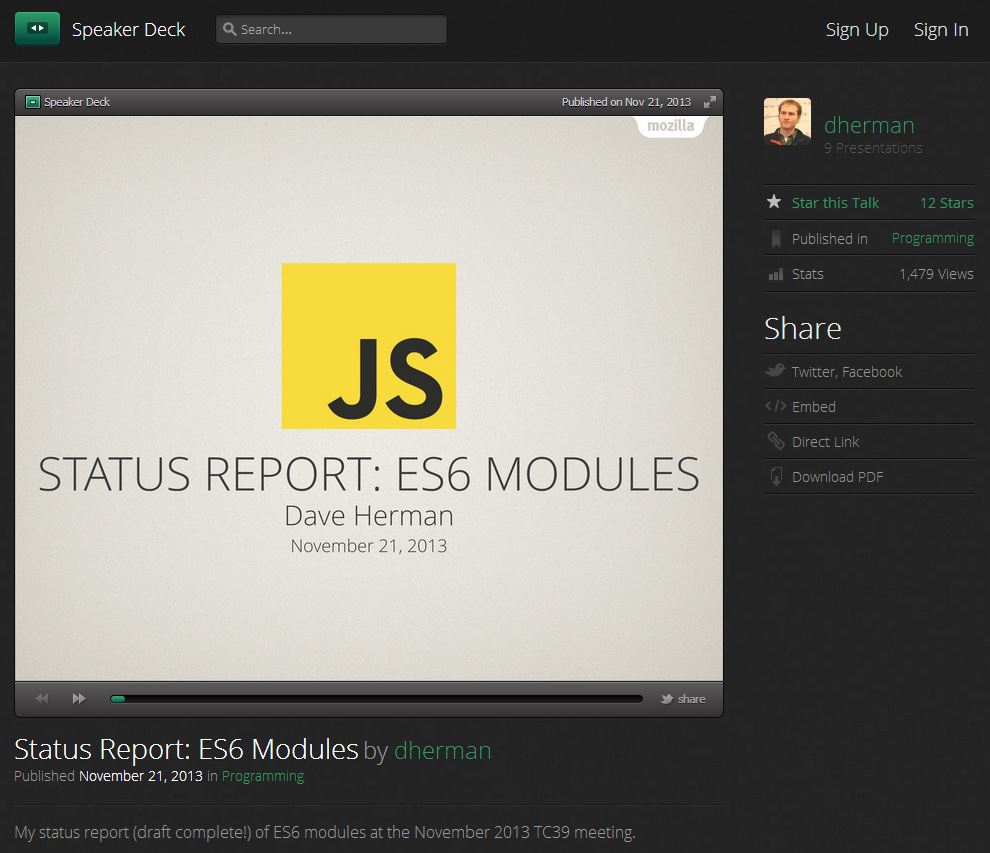 Speaker Deck
Search...
Sign Up
Sign In
Speaker Deck
Published on Nov 21, 2013
mozilla
JS
STATUS REPORT: ES6 MODULES
Dave Herman
November 21, 2013
share
Status Report: ES6 Modules by dherman
Published November 21, 2013 in Programming
My status report (draft complete!) of ES6 modules at the November 2013 TC39 meeting.
dherman
9 Presentations
Star this Talk 12 Stars
Published in Programming
Stats 1,479 Views
Share
Twitter, Facebook
Embed
Direct Link
Download PDF